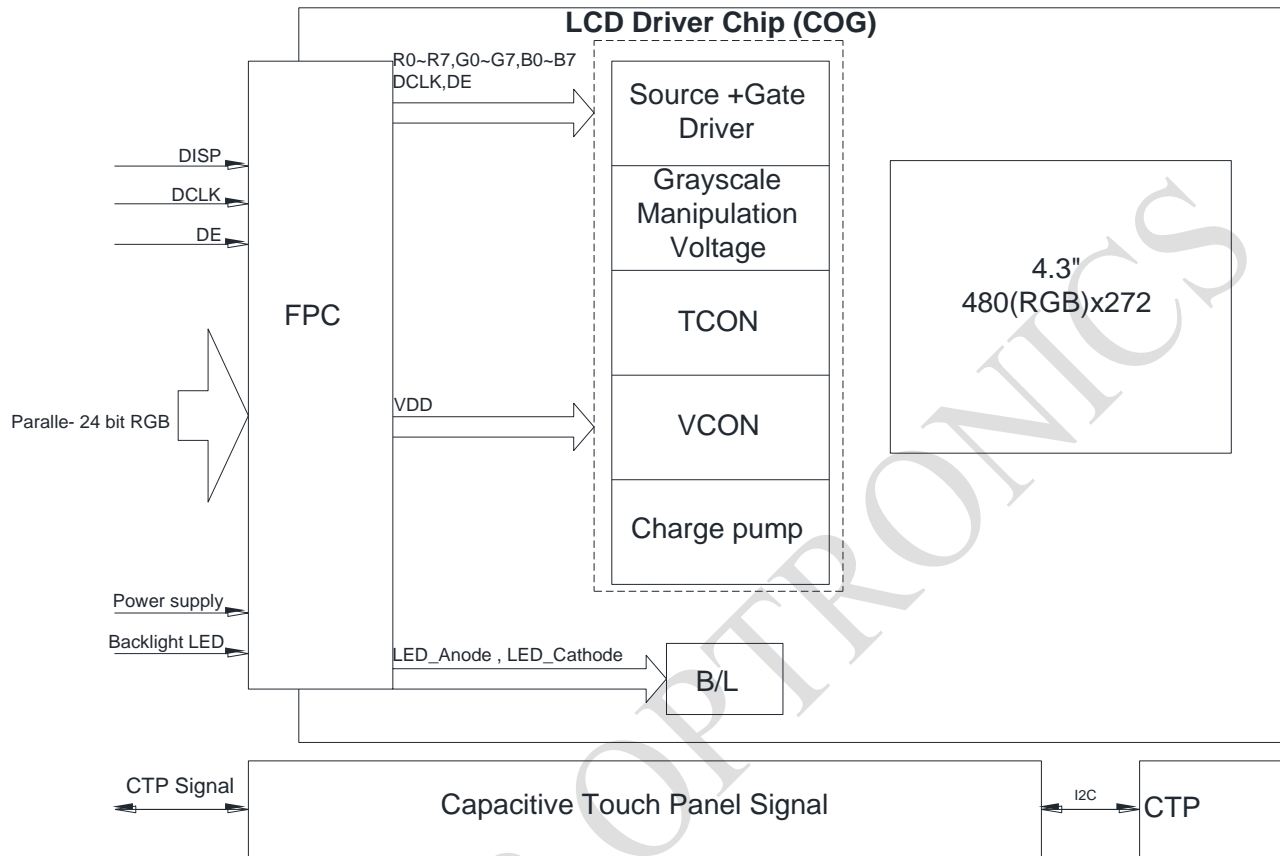 LCD Driver Chip (COG)
R0~R7,G0~G7,B0~B7
DCLK,DE
Source +Gate
Driver
DISP
DCLK
DE
Grayscale
Manipulation
Voltage
4.3"
480(RGB)x272
FPC
TCON
Paralle- 24 bit RGB
VDD
VCON
Charge pump
Power supply
Backlight LED
LED_Anode , LED_Cathode
B/L
CTP Signal
Capacitive Touch Panel Signal
I2C
CTP
OPTRONICS